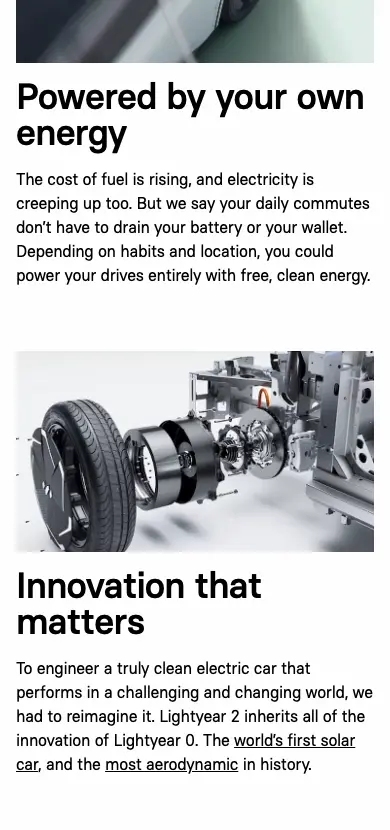 Powered by your own
energy
The cost of fuel is rising, and electricity is
creeping up too. But we say your daily commutes
don’t have to drain your battery or your wallet.
Depending on habits and location, you could
power your drives entirely with free, clean energy.
Innovation that
matters
To engineer a truly clean electric car that
performs in a challenging and changing world, we
had to reimagine it. Lightyear 2 inherits all of the
innovation of Lightyear 0. The world’s first solar
car, and the most aerodynamic in history.